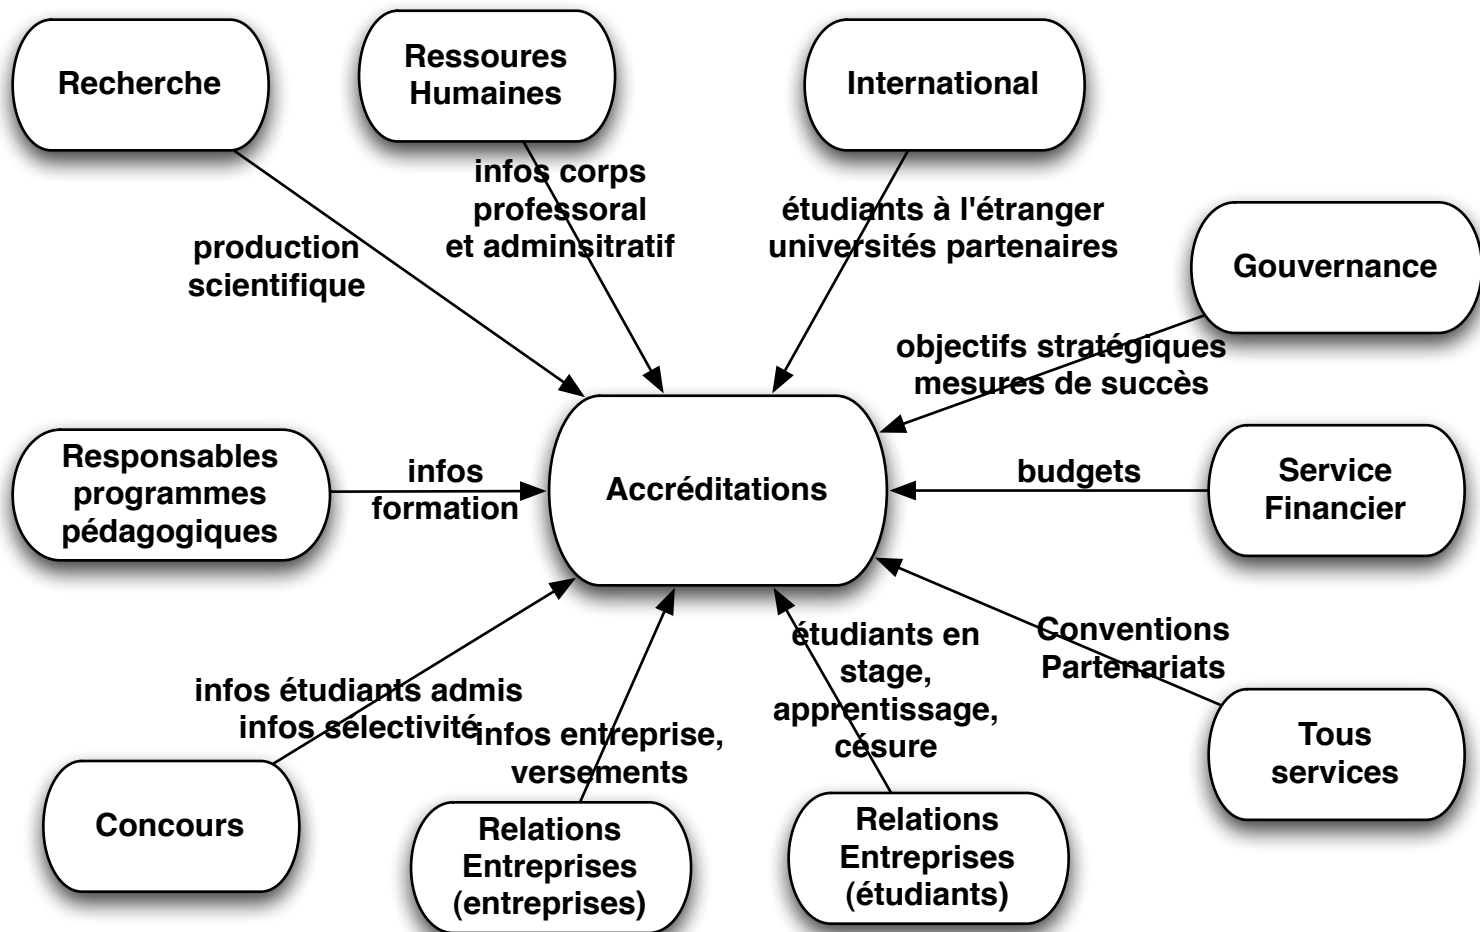 Recherche
Ressoures
Humaines
International
infos corps
professoral
et adminsitratif
étudiants à l'étranger
universités partenaires
production
scientifique
Gouvernance
objectifs stratégiques
mesures de succès
Responsables
programmes
pédagogiques
infos
formation
Accréditations
budgets
Service
Financier
étudiants en
stage,
apprentissage,
césure
Conventions
Partenariats
infos étudiants admis
infos sélectivité
infos entreprise,
versements
Tous
services
Concours
Relations
Entreprises
(entreprises)
Relations
Entreprises
(étudiants)